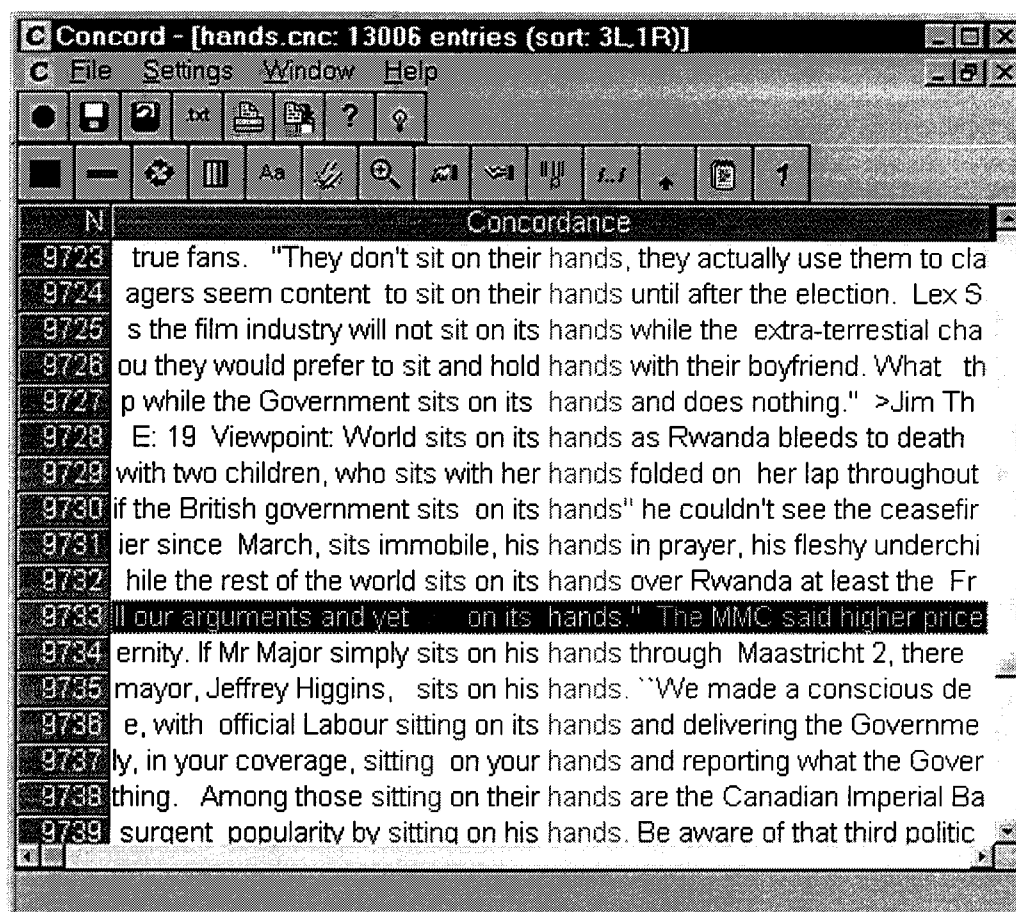 C Concord - [hands.cnc: 13006 entries (sort: 3L,1R)]
C File Settings Window Help
.txt ?
Aa 1..1 1
N Concordance
9723 true fans. "They don't sit on their hands, they actually use them to cla
9724 agers seem content to sit on their hands until after the election. Lex S
9725 s the film industry will not sit on its hands while the extra-terrestial cha
9726 ou they would prefer to sit and hold hands with their boyfriend. What th
9727 p while the Government sits on its hands and does nothing." >Jim Th
9728 E: 19 Viewpoint: World sits on its hands as Rwanda bleeds to death
9729 with two children, who sits with her hands folded on her lap throughout
9730 if the British government sits on its hands" he couldn't see the ceasefir
9731 ier since March, sits immobile, his hands in prayer, his fleshy underchi
9732 hile the rest of the world sits on its hands over Rwanda at least the Fr
9733 ll our arguments and yet on its hands." The MMC said higher price
9734 ernity. If Mr Major simply sits on his hands through Maastricht 2, there
9735 mayor, Jeffrey Higgins, sits on his hands. ``We made a conscious de
9736 e, with official Labour sitting on its hands and delivering the Governme
9737 ly, in your coverage, sitting on your hands and reporting what the Gover
9738 thing. Among those sitting on their hands are the Canadian Imperial Ba
9739 surgent popularity by sitting on his hands. Be aware of that third politic